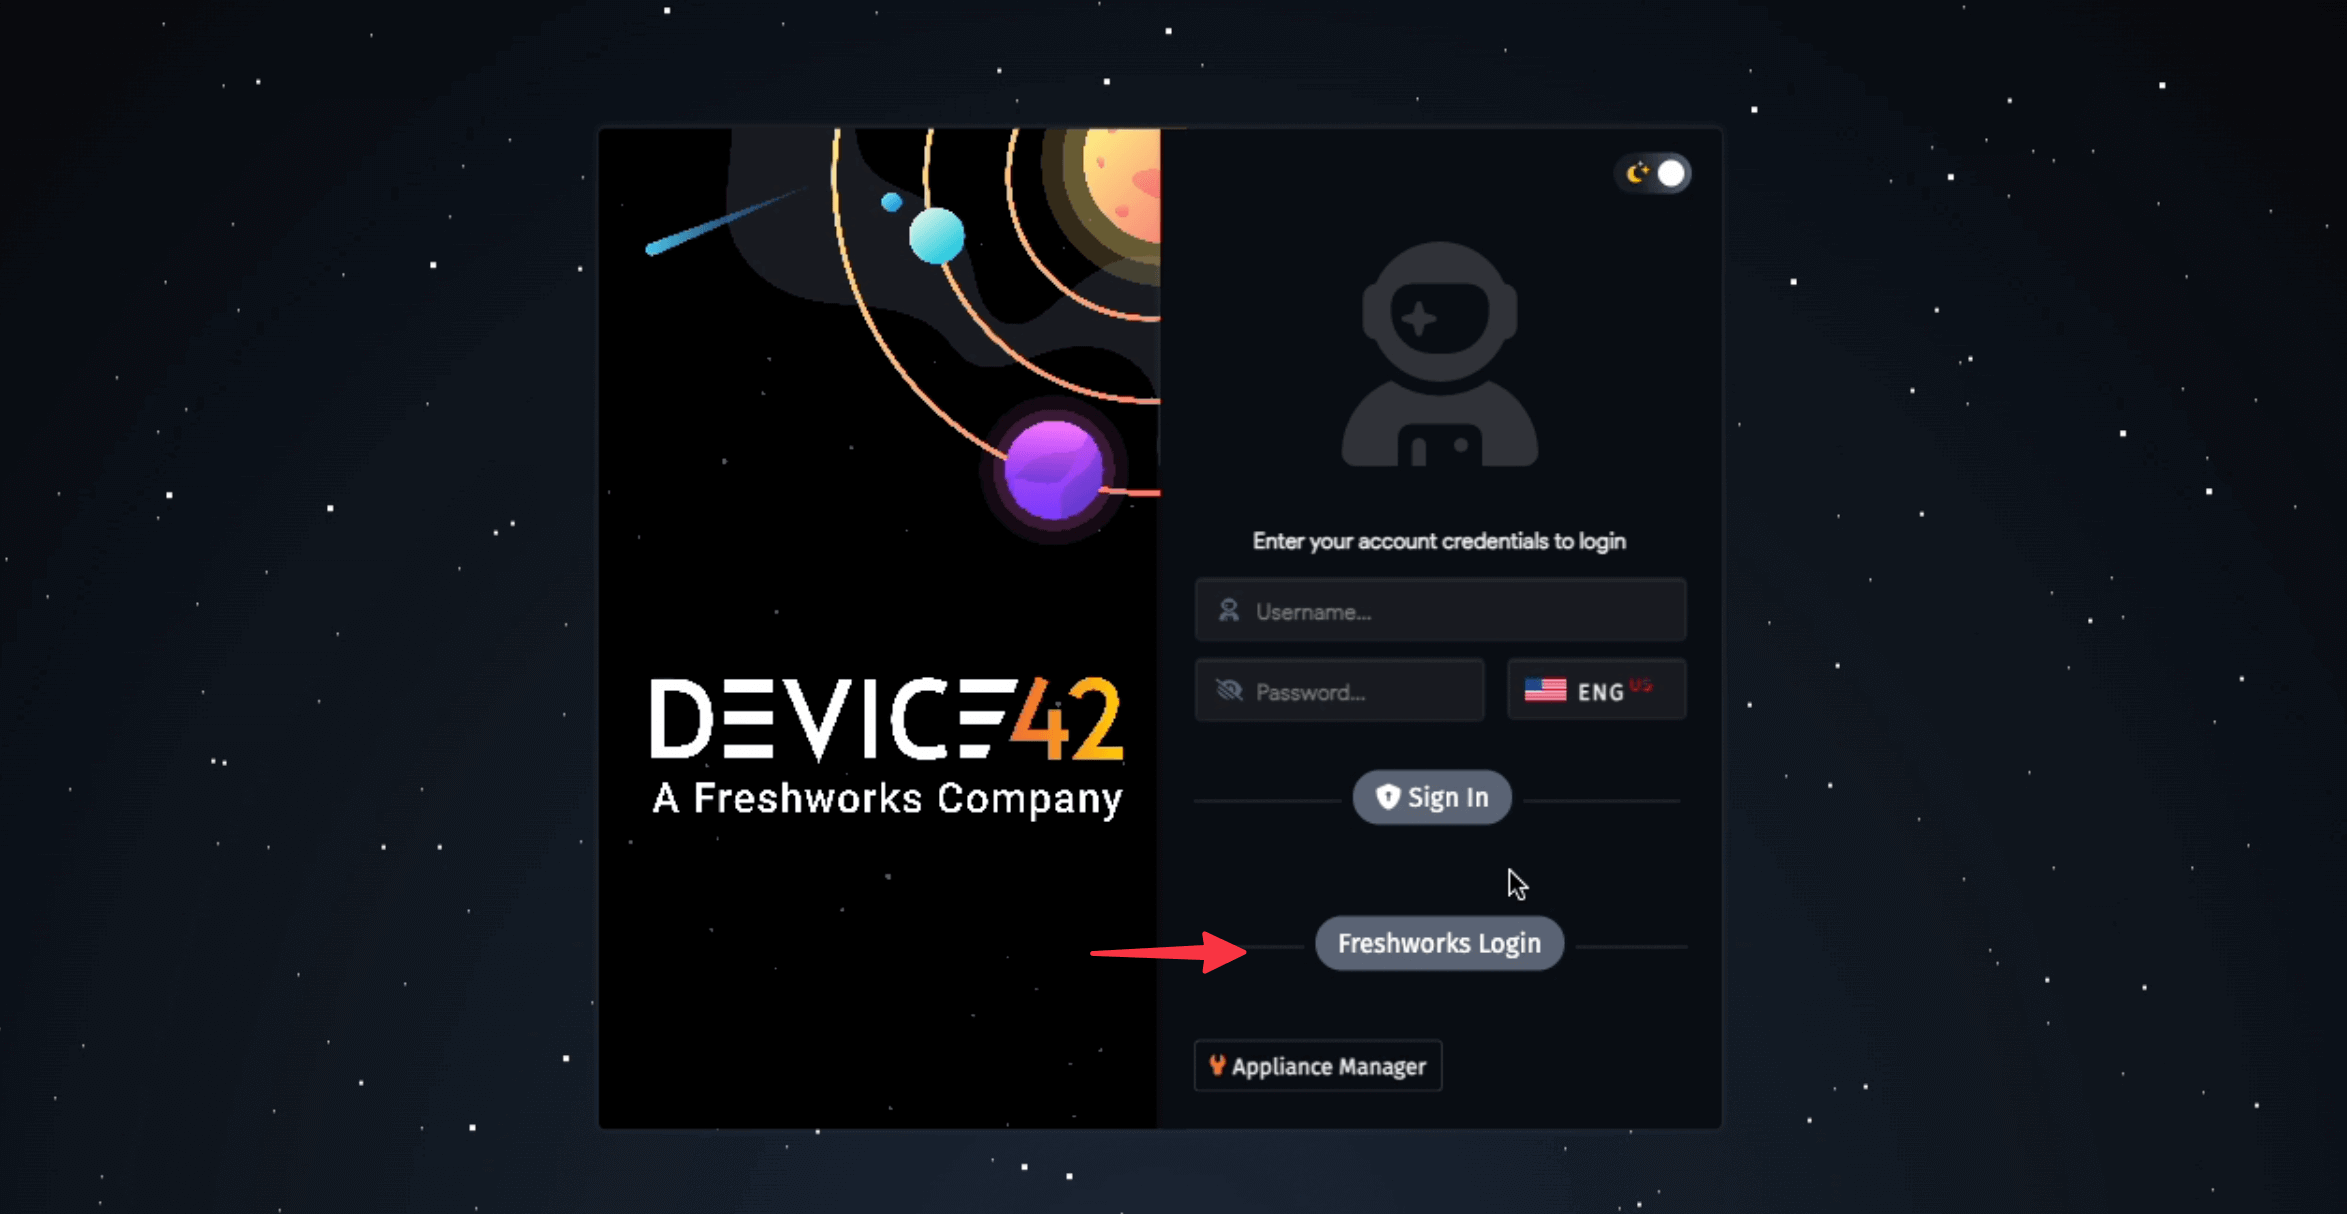 DEVICE42
A Freshworks Company
Enter your account credentials to login
Username...
Password...
ENG US
Sign In
Freshworks Login
Appliance Manager